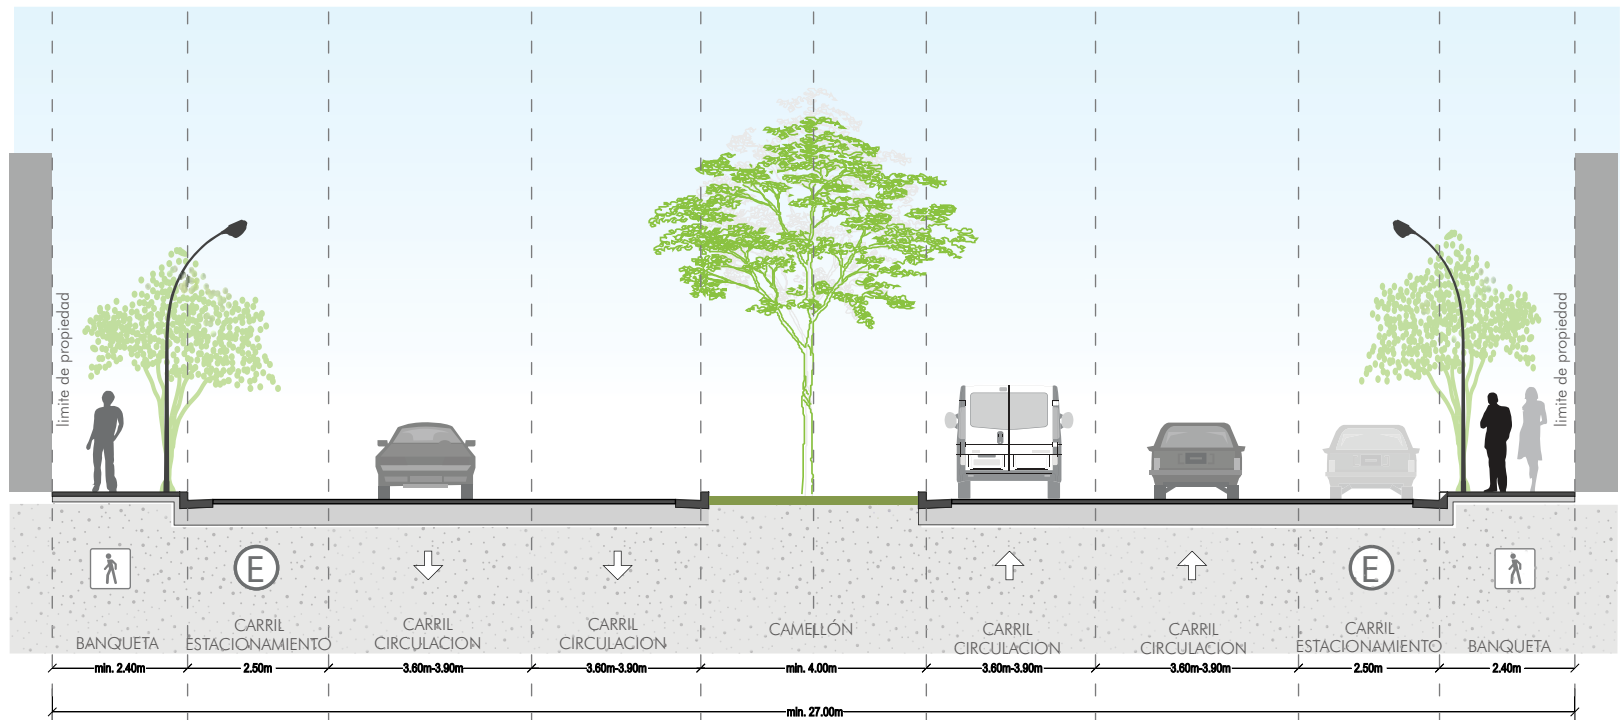 limite de propiedad
limite de propiedad
E
E
BANQUETA
CARRIL
ESTACIONAMIENTO
CARRIL
CIRCULACION
CARRIL
CIRCULACION
CAMELLÓN
CARRIL
CIRCULACION
CARRIL
CIRCULACION
CARRIL
ESTACIONAMIENTO
BANQUETA
min. 2.40m
2.50m
3.60m-3.90m
3.60m-3.90m
min. 4.00m
3.60m-3.90m
3.60m-3.90m
2.50m
2.40m
min. 27.00m